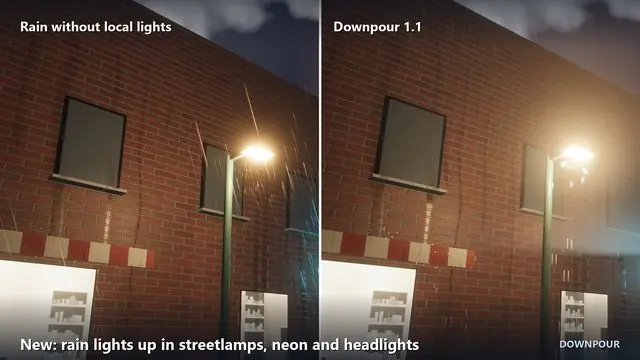 Rain without local lights
Downpour 1.1
New: rain lights up in streetlamps, neon and headlights
DOWNPOUR